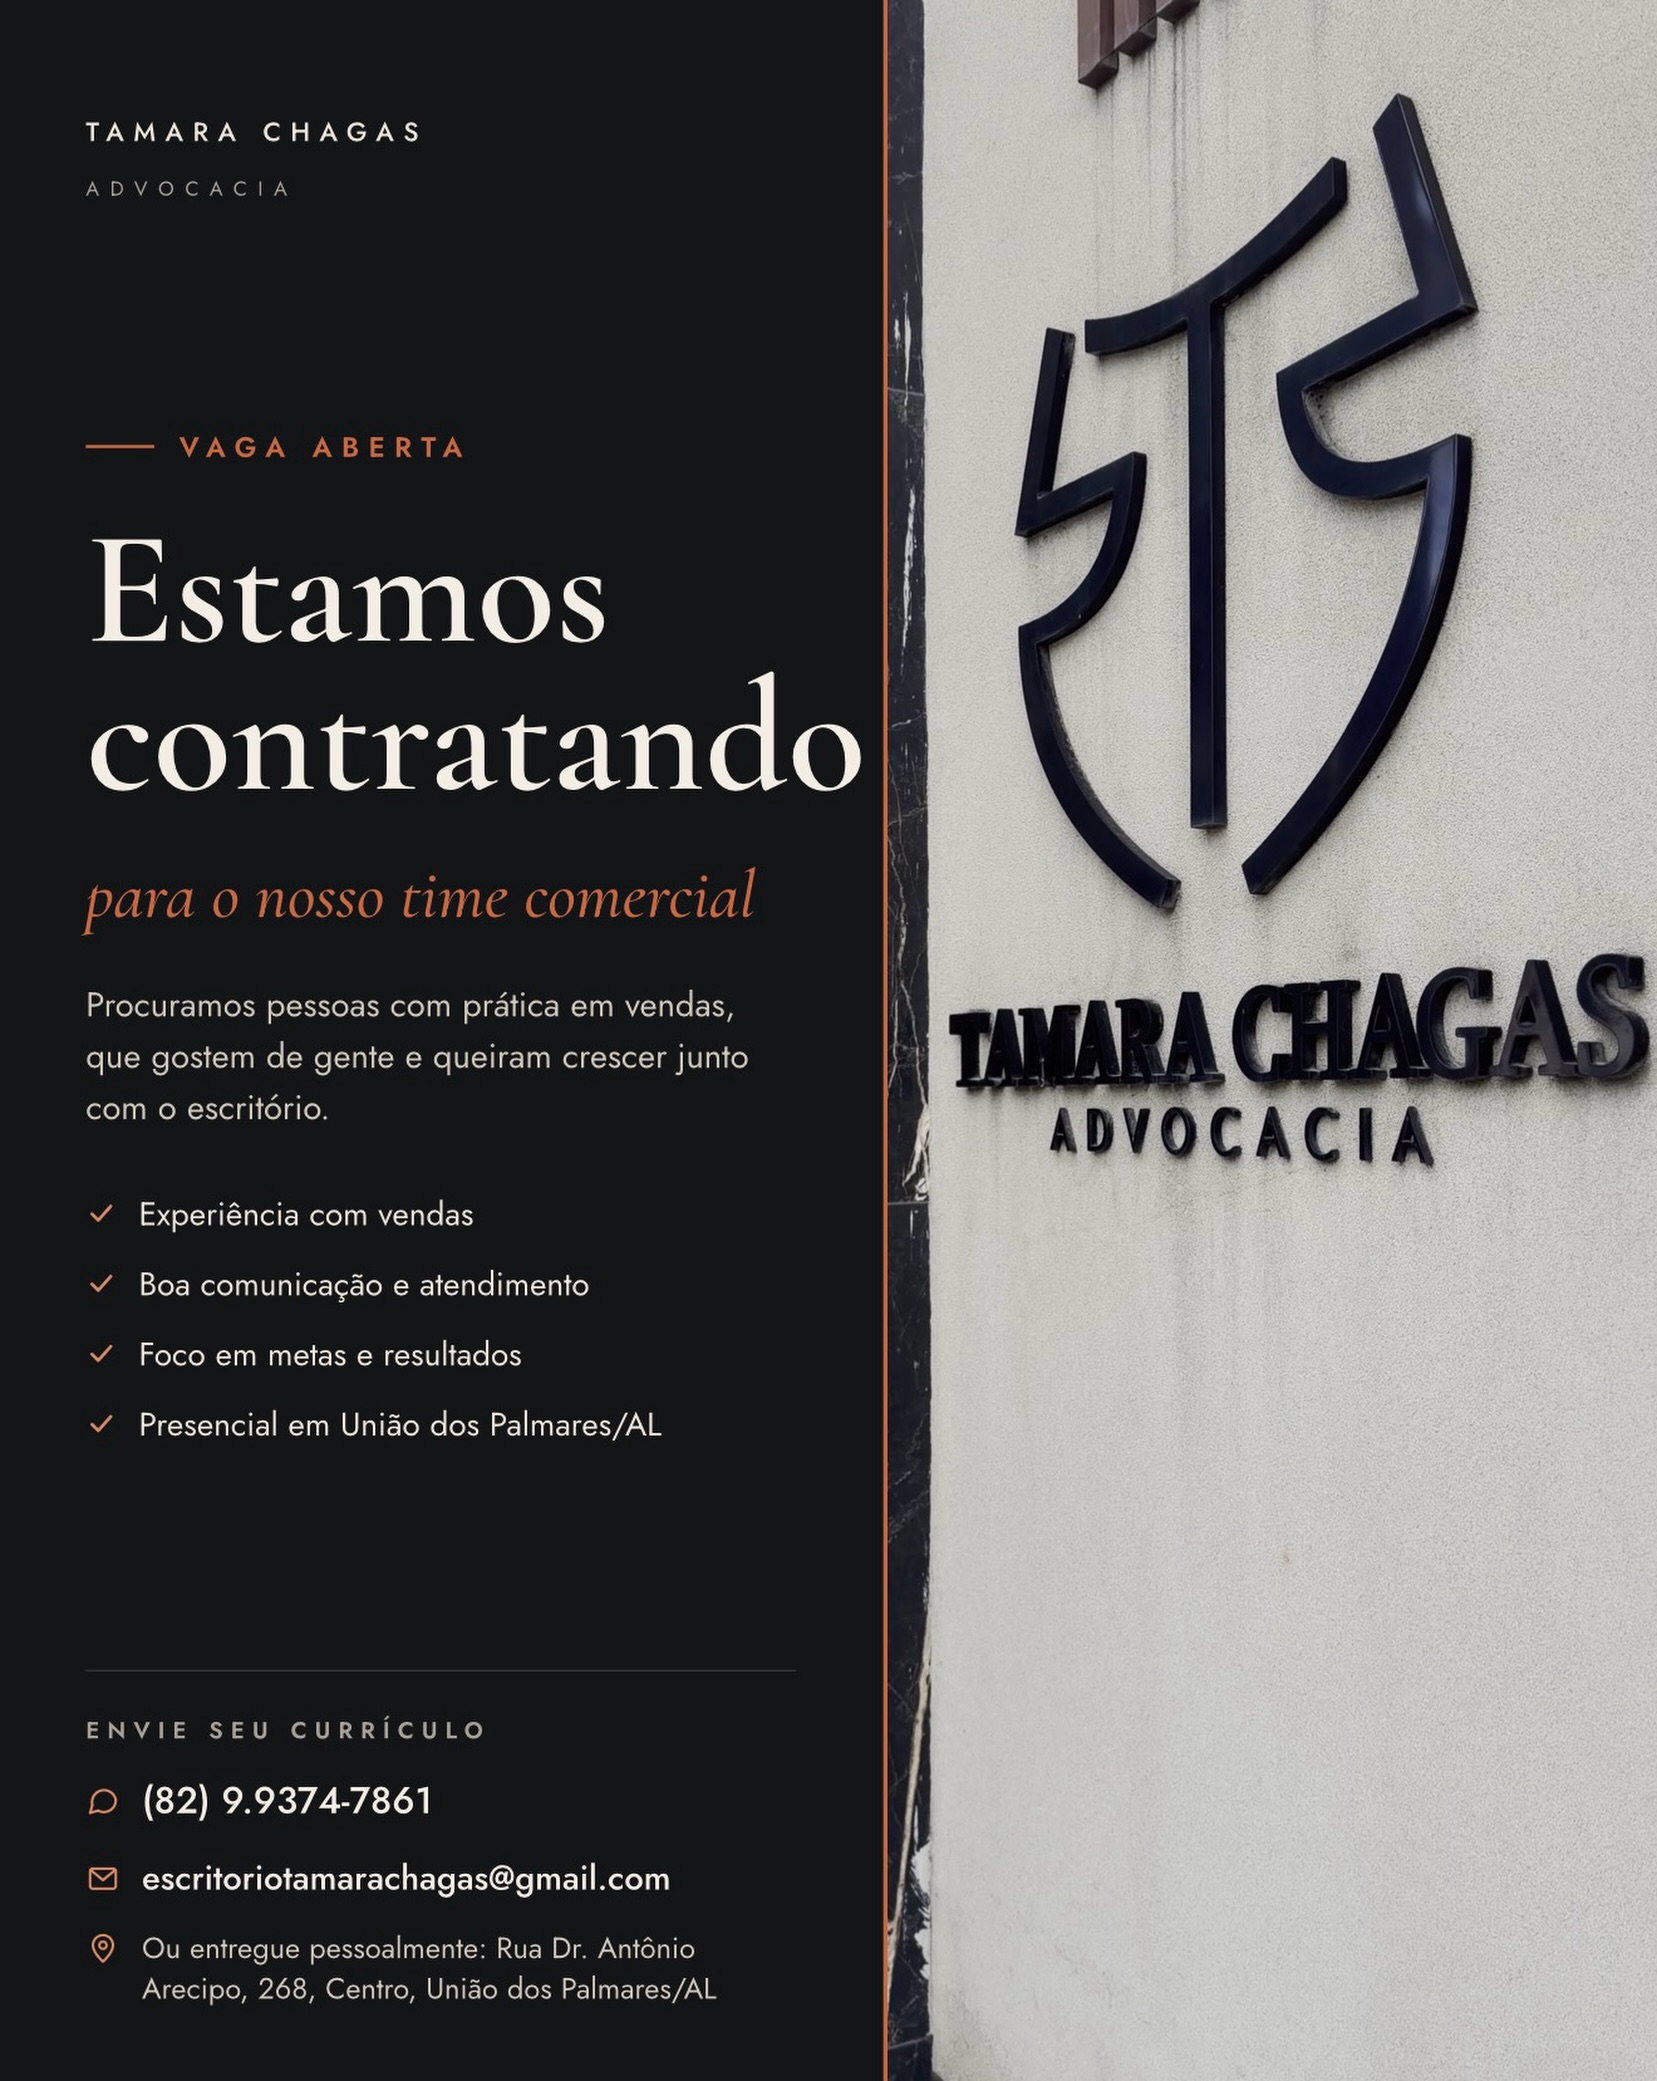 TAMARA CHAGAS
ADVOCACIA
VAGA ABERTA
Estamos
contratando
para o nosso time comercial
Procuramos pessoas com prática em vendas,
que gostem de gente e queiram crescer junto
com o escritório.
Experiência com vendas
Boa comunicação e atendimento
Foco em metas e resultados
Presencial em União dos Palmares/AL
ENVIE SEU CURRÍCULO
(82) 9.9374-7861
escritoriotamarachagas@gmail.com
Ou entregue pessoalmente: Rua Dr. Antônio
Arecipo, 268, Centro, União dos Palmares/AL
TAMARA CHAGAS
ADVOCACIA